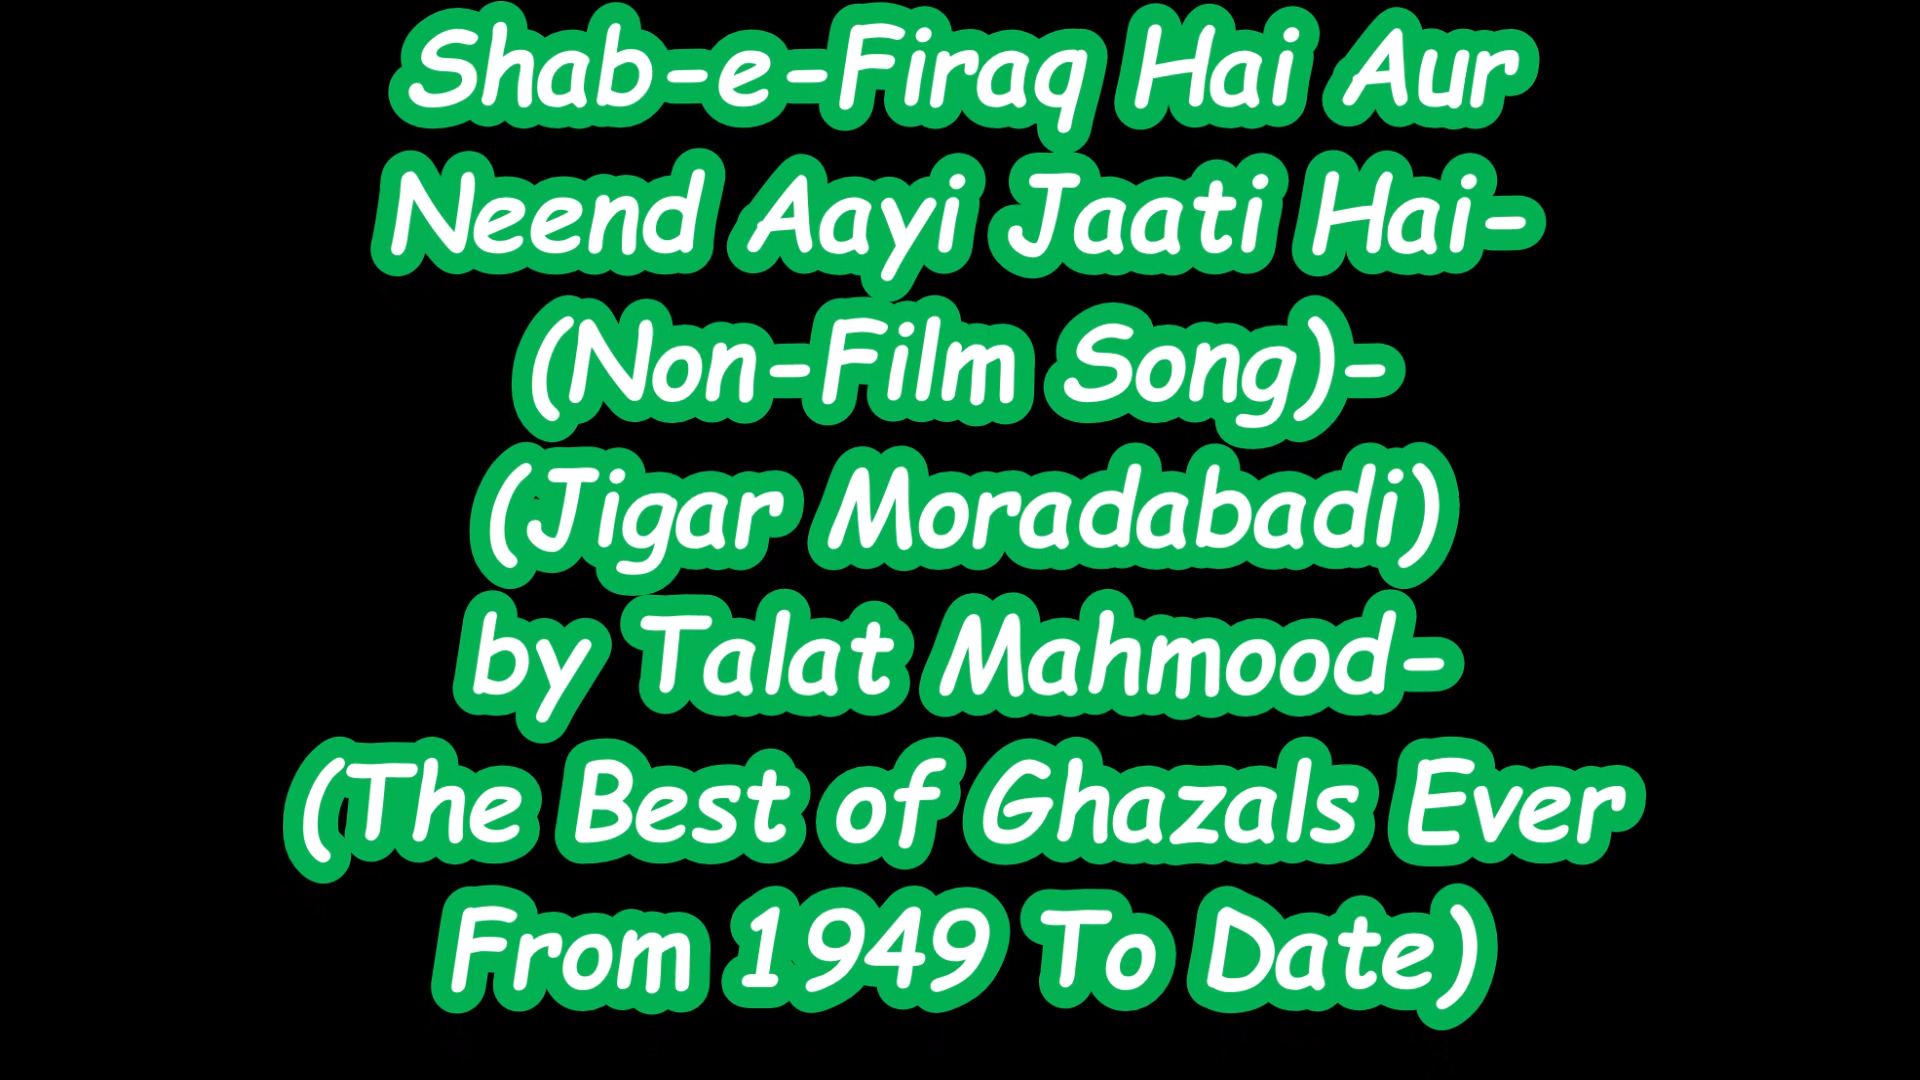 Shab-e-Firaq Hai Aur
Neend Aayi Jaati Hai-
(Non-Film Song)-
(Jigar Moradabadi)
by Talat Mahmood-
(The Best of Ghazals Ever
From 1949 To Date)